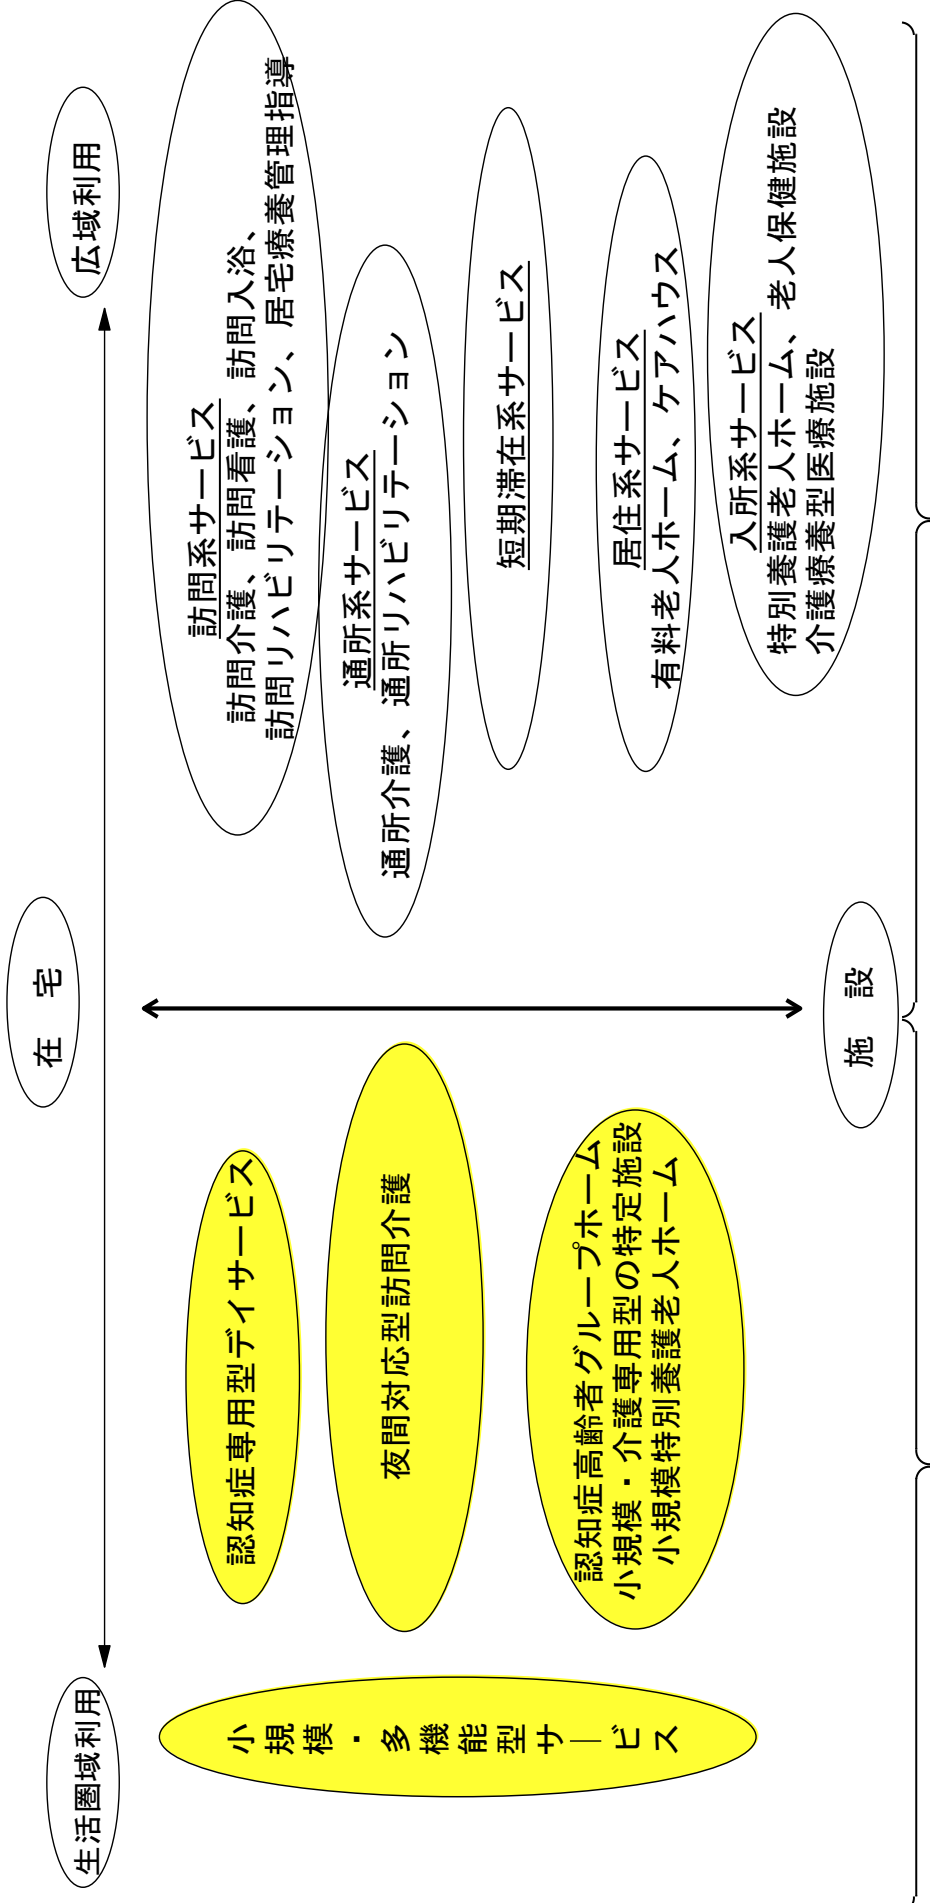 在　宅
生活圏域利用
広域利用
小規模・多機能型サービス
認知症専用型デイサービス
夜間対応型訪問介護
認知症高齢者グループホーム
小規模・介護専用型の特定施設
小規模特別養護老人ホーム
訪問系サービス
訪問介護、訪問看護、訪問入浴、
訪問リハビリテーション、居宅療養管理指導
通所系サービス
通所介護、通所リハビリテーション
短期滞在系サービス
居住系サービス
有料老人ホーム、ケアハウス
入所系サービス
特別養護老人ホーム、老人保健施設
介護療養型医療施設
施　設